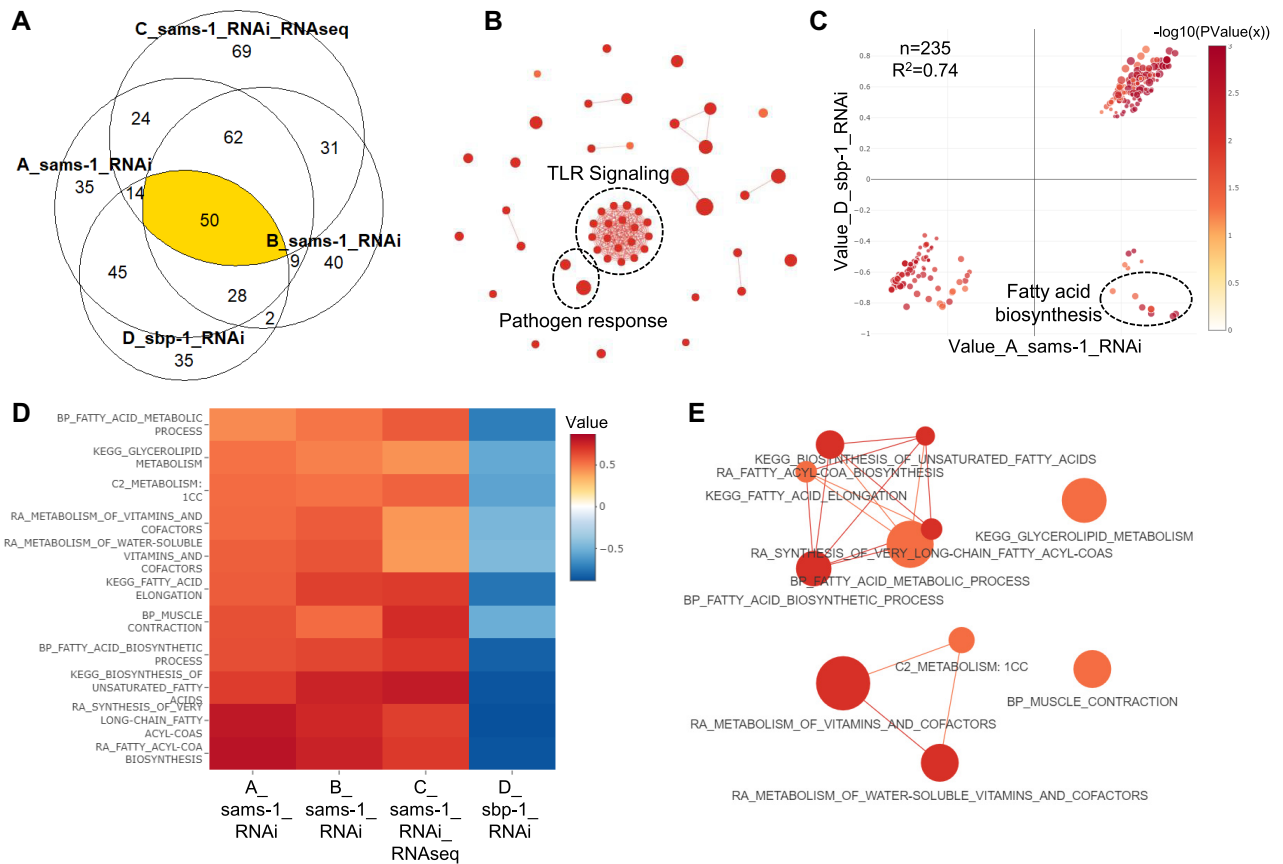 A
C_sams-1_RNAi_RNAseq
69
24
62
31
A_sams-1_RNAi
35
14
50
B_sams-1_RNAi
9
40
45
28
2
D_sbp-1_RNAi
35
B
TLR Signaling
Pathogen response
C
-log10(PValue(x))
n=235
R²=0.74
0.8
0.6
0.4
0.2
0
−0.2
−0.4
−0.6
−0.8
−1
Value_D_sbp-1_RNAi
Fatty acid
biosynthesis
Value_A_sams-1_RNAi
3
2.5
2
1.5
1
0.5
0
D
BP_FATTY_ACID_METABOLIC_
PROCESS
KEGG_GLYCEROLIPID_
METABOLISM
C2_METABOLISM:
1CC
RA_METABOLISM_OF_VITAMINS_AND_
COFACTORS
RA_METABOLISM_OF_WATER-SOLUBLE_
VITAMINS_AND_
COFACTORS
KEGG_FATTY_ACID_
ELONGATION
BP_MUSCLE_
CONTRACTION
BP_FATTY_ACID_BIOSYNTHETIC_
PROCESS
KEGG_BIOSYNTHESIS_OF_
UNSATURATED_FATTY_
ACIDS
RA_SYNTHESIS_OF_VERY_
LONG-CHAIN_FATTY_
ACYL-COAS
RA_FATTY_ACYL-COA_
BIOSYNTHESIS
A_
sams-1_
RNAi
B_
sams-1_
RNAi
C_
sams-1_
RNAi_
RNAseq
D_
sbp-1_
RNAi
Value
0.5
0
−0.5
E
KEGG_BIOSYNTHESIS_OF_UNSATURATED_FATTY_ACIDS
RA_FATTY_ACYL-COA_BIOSYNTHESIS
KEGG_FATTY_ACID_ELONGATION
KEGG_GLYCEROLIPID_METABOLISM
RA_SYNTHESIS_OF_VERY_LONG-CHAIN_FATTY_ACYL-COAS
BP_FATTY_ACID_METABOLIC_PROCESS
BP_FATTY_ACID_BIOSYNTHETIC_PROCESS
C2_METABOLISM: 1CC
BP_MUSCLE_CONTRACTION
RA_METABOLISM_OF_VITAMINS_AND_COFACTORS
RA_METABOLISM_OF_WATER-SOLUBLE_VITAMINS_AND_COFACTORS